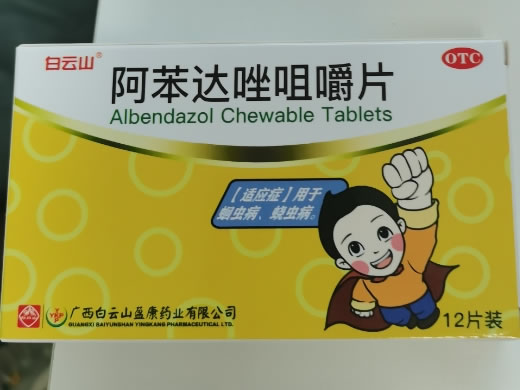 白云山®
OTC
阿苯达唑咀嚼片
Albendazol Chewable Tablets
【适应症】用于
蛔虫病、蛲虫病。
YKP
广西白云山盈康药业有限公司
GUANGXI BAIYUNSHAN YINGKANG PHARMACEUTICAL LTD.
12片装